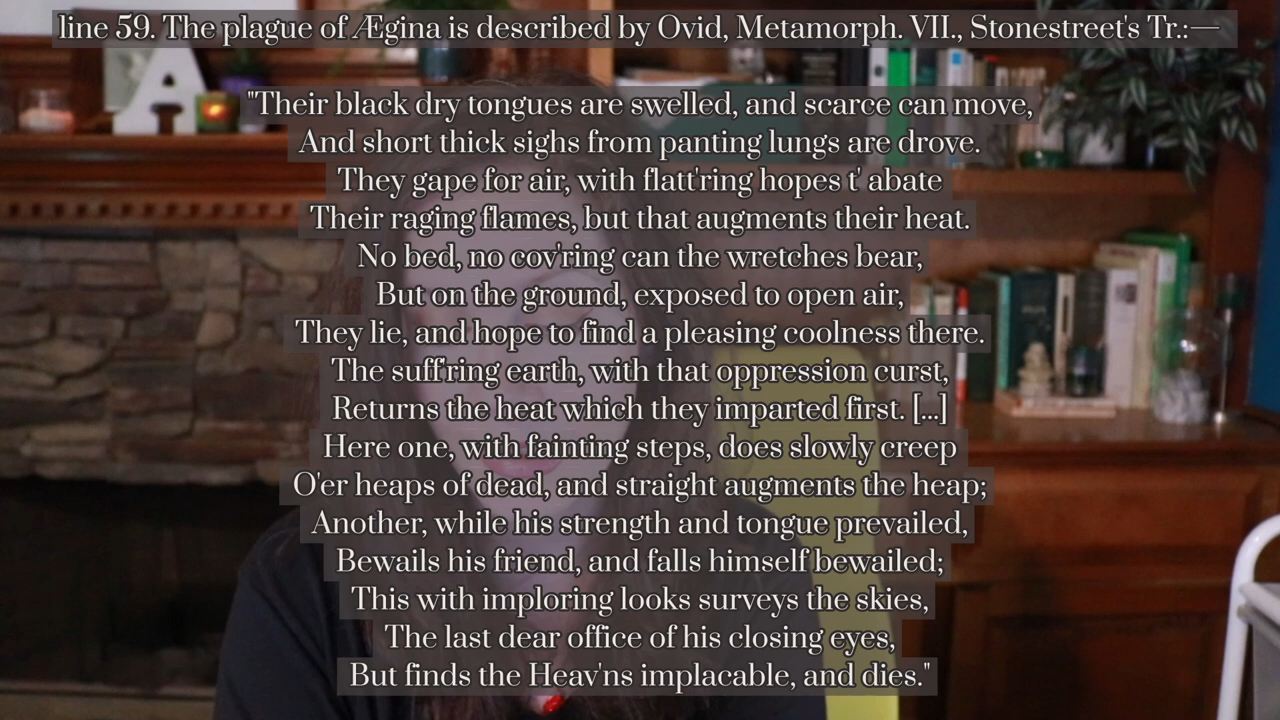 line 59. The plague of Ægina is described by Ovid, Metamorph. VII., Stonestreet's Tr.:—
"Their black dry tongues are swelled, and scarce can move,
And short thick sighs from panting lungs are drove.
They gape for air, with flatt'ring hopes t' abate
Their raging flames, but that augments their heat.
No bed, no cov'ring can the wretches bear,
But on the ground, exposed to open air,
They lie, and hope to find a pleasing coolness there.
The suff'ring earth, with that oppression curst,
Returns the heat which they imparted first. [...]
Here one, with fainting steps, does slowly creep
O'er heaps of dead, and straight augments the heap;
Another, while his strength and tongue prevailed,
Bewails his friend, and falls himself bewailed;
This with imploring looks surveys the skies,
The last dear office of his closing eyes,
But finds the Heav'ns implacable, and dies."
A